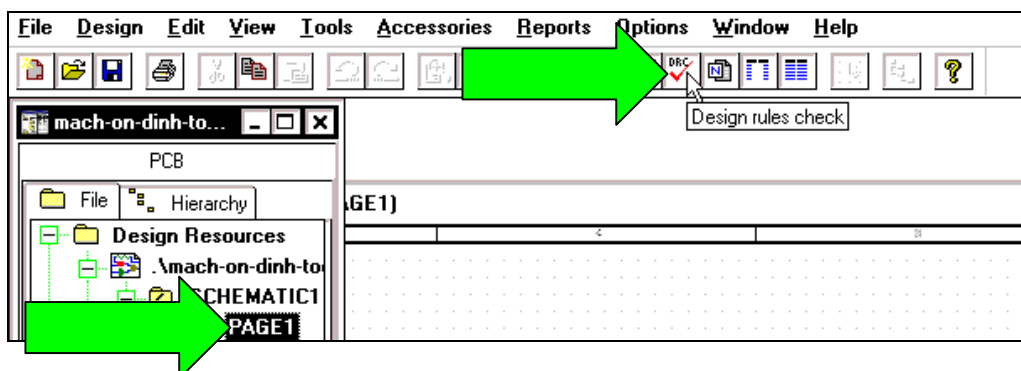 File Design Edit View Tools Accessories Reports Options Window Help
DRC
Design rules check
mach-on-dinh-to...
PCB
File Hierarchy
AGE1)
Design Resources
.\mach-on-dinh-to
SCHEMATIC1
PAGE1